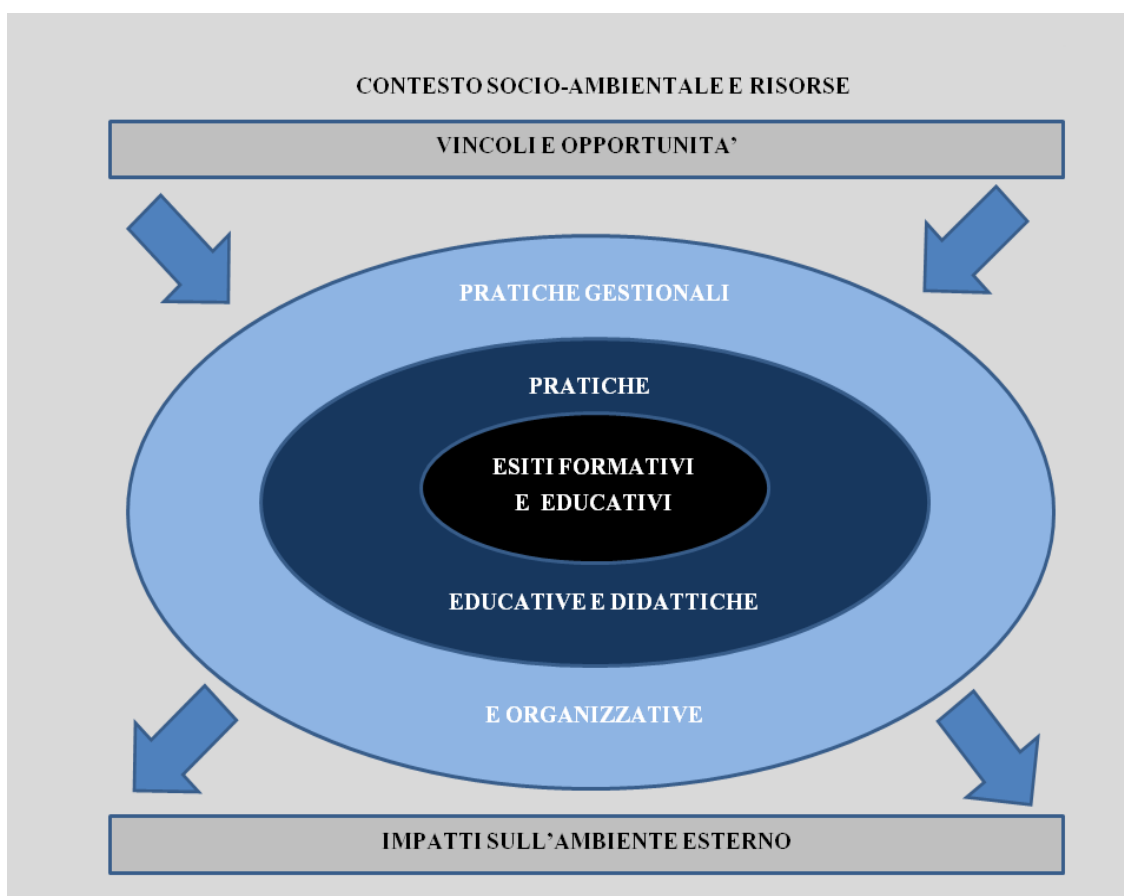 CONTESTO SOCIO-AMBIENTALE E RISORSE
VINCOLI E OPPORTUNITA’
PRATICHE GESTIONALI
PRATICHE
ESITI FORMATIVI
E EDUCATIVI
EDUCATIVE E DIDATTICHE
E ORGANIZZATIVE
IMPATTI SULL’AMBIENTE ESTERNO